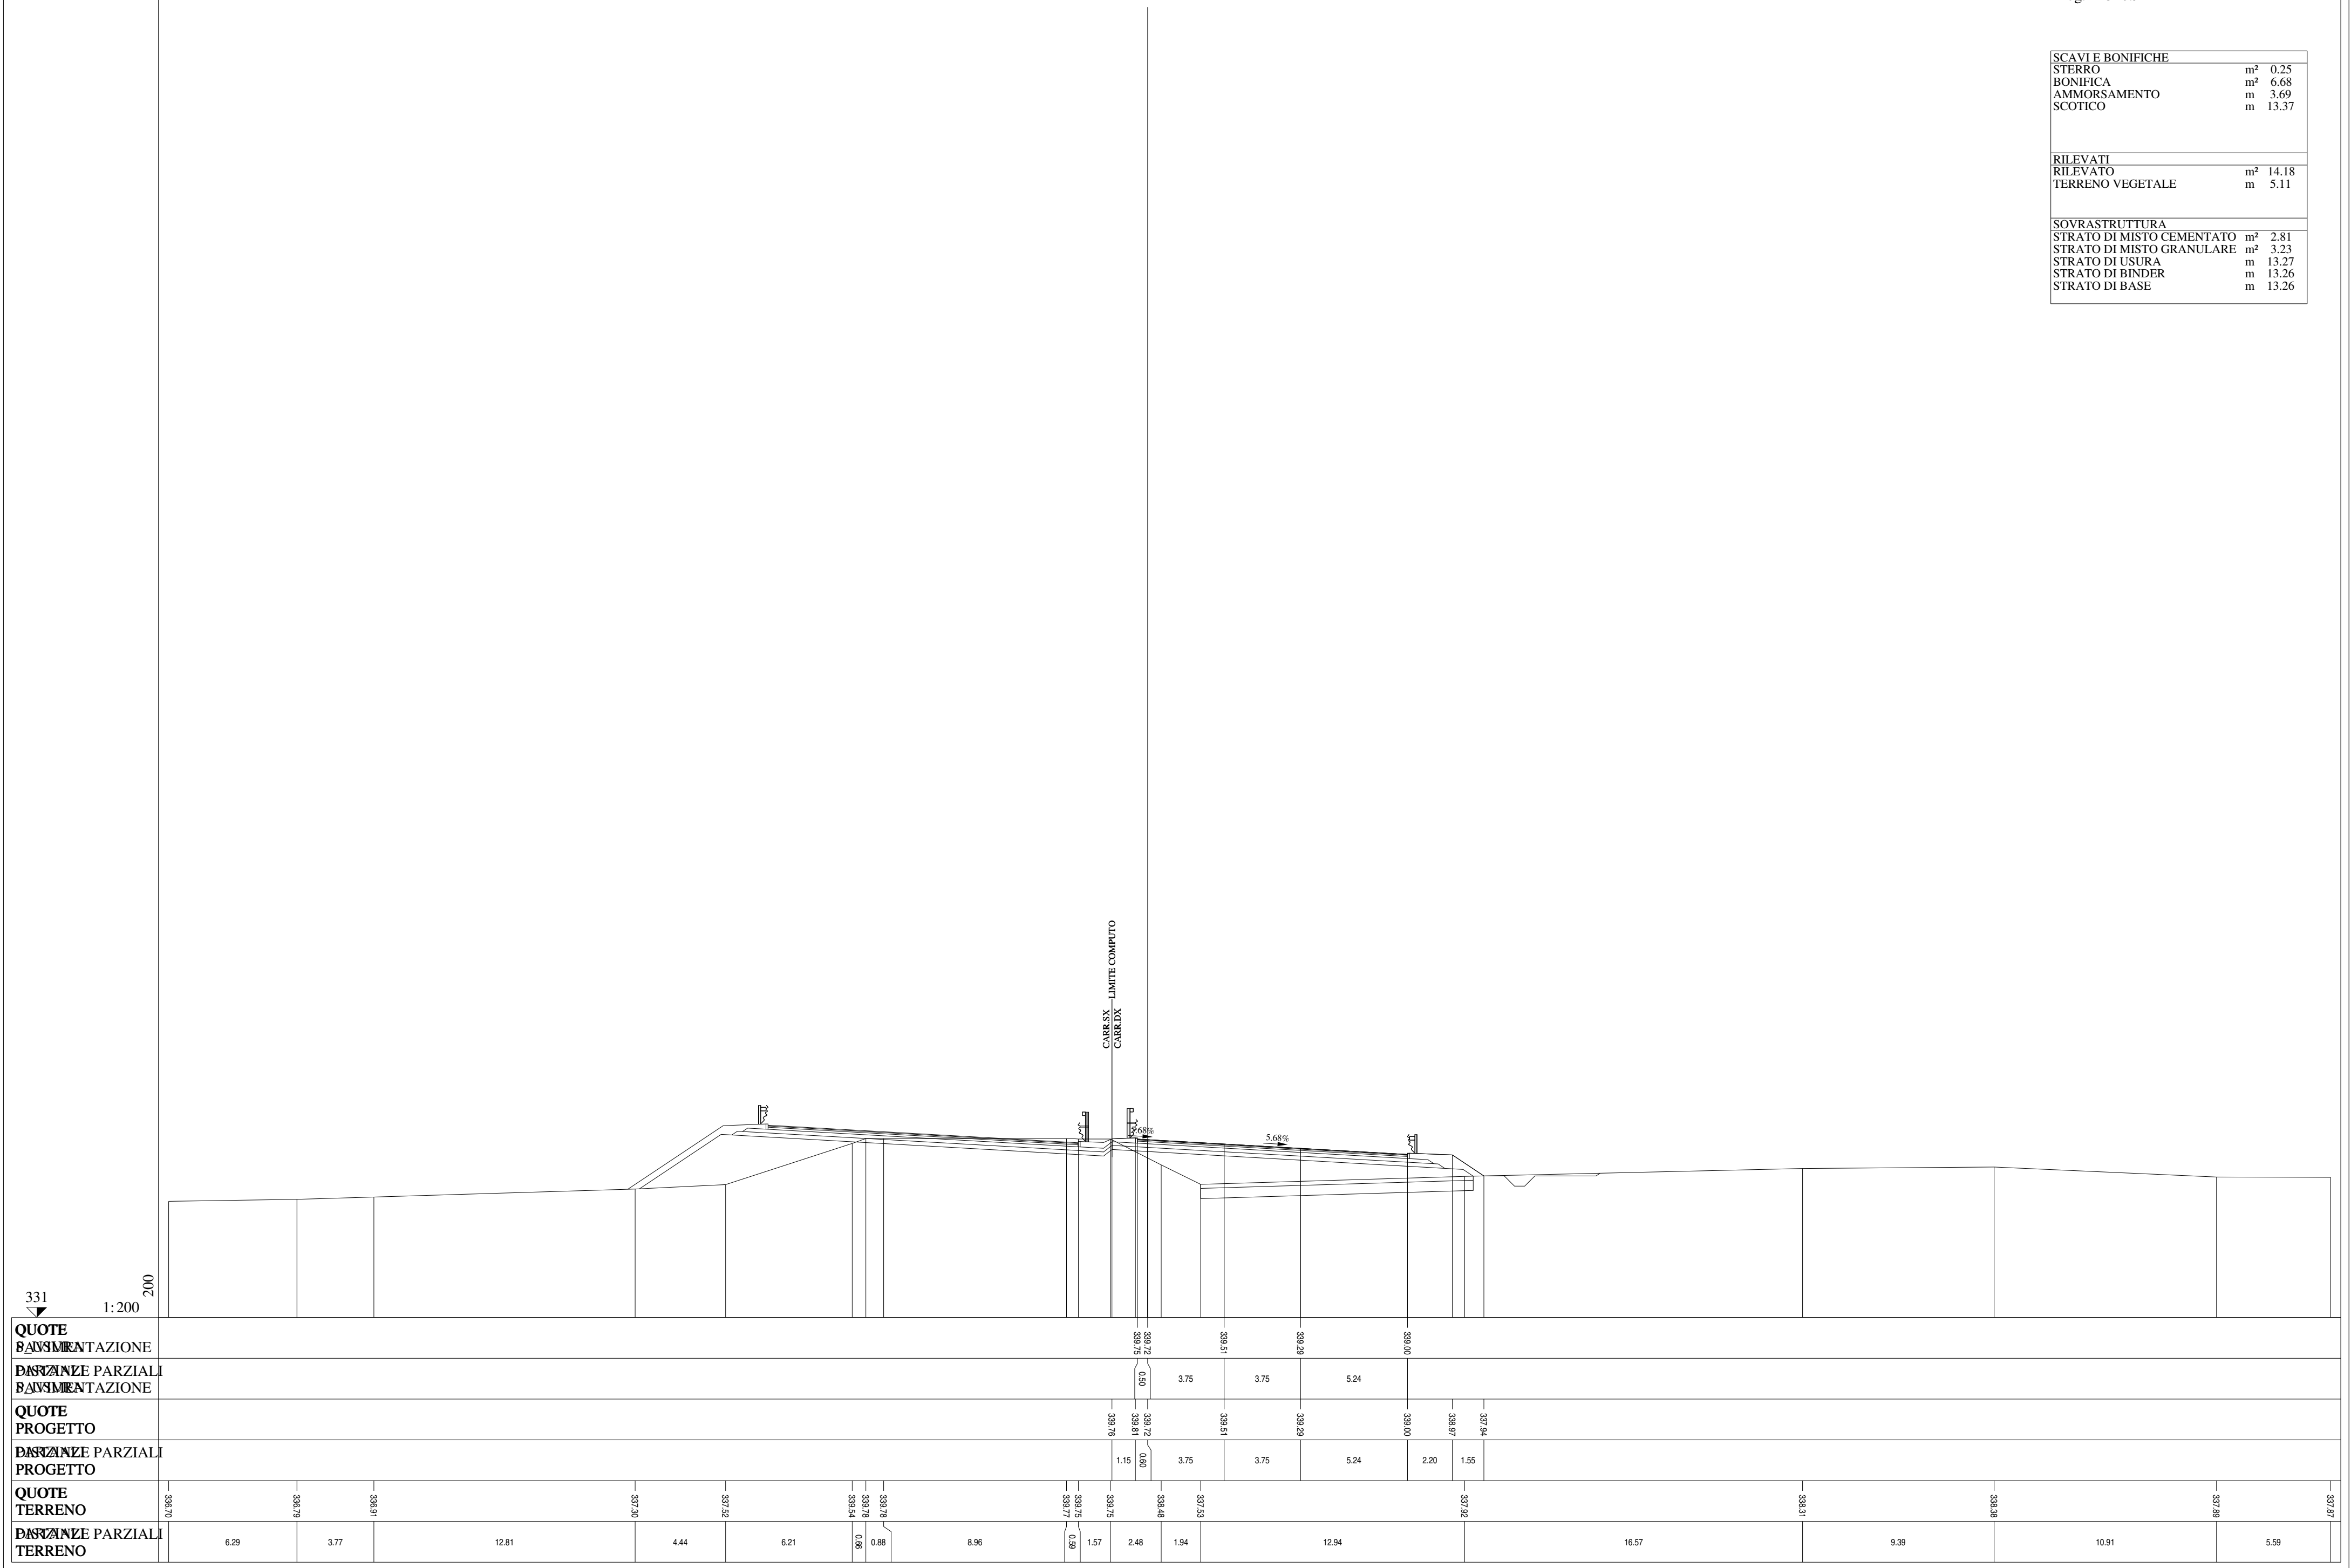 SCAVI E BONIFICHE
STERRO m² 0.25
BONIFICA m² 6.68
AMMORSAMENTO m 3.69
SCOTICO m 13.37
RILEVATI
RILEVATO m² 14.18
TERRENO VEGETALE m 5.11
SOVRASTRUTTURA
STRATO DI MISTO CEMENTATO m² 2.81
STRATO DI MISTO GRANULARE m² 3.23
STRATO DI USURA m 13.27
STRATO DI BINDER m 13.26
STRATO DI BASE m 13.26
LIMITE COMPUTO
CARR.SX
CARR.DX
5.68%
331
1:200
200
QUOTE
PAVIMENTAZIONE
339.75 339.72 339.51 339.29 339.00
PARZIALI
PAVIMENTAZIONE
0.50 3.75 3.75 5.24
QUOTE
PROGETTO
339.76 339.81 339.72 339.51 339.29 339.00 338.97 337.94
PARZIALI
PROGETTO
1.15 0.60 3.75 3.75 5.24 2.20 1.55
QUOTE
TERRENO
336.70 336.79 336.91 337.30 337.52 339.54 339.78 339.78 339.77 339.75 339.75 338.48 337.53 337.92 338.31 338.38 337.89 337.87
PARZIALI
TERRENO
6.29 3.77 12.81 4.44 6.21 0.66 0.88 8.96 0.59 1.57 2.48 1.94 12.94 16.57 9.39 10.91 5.59